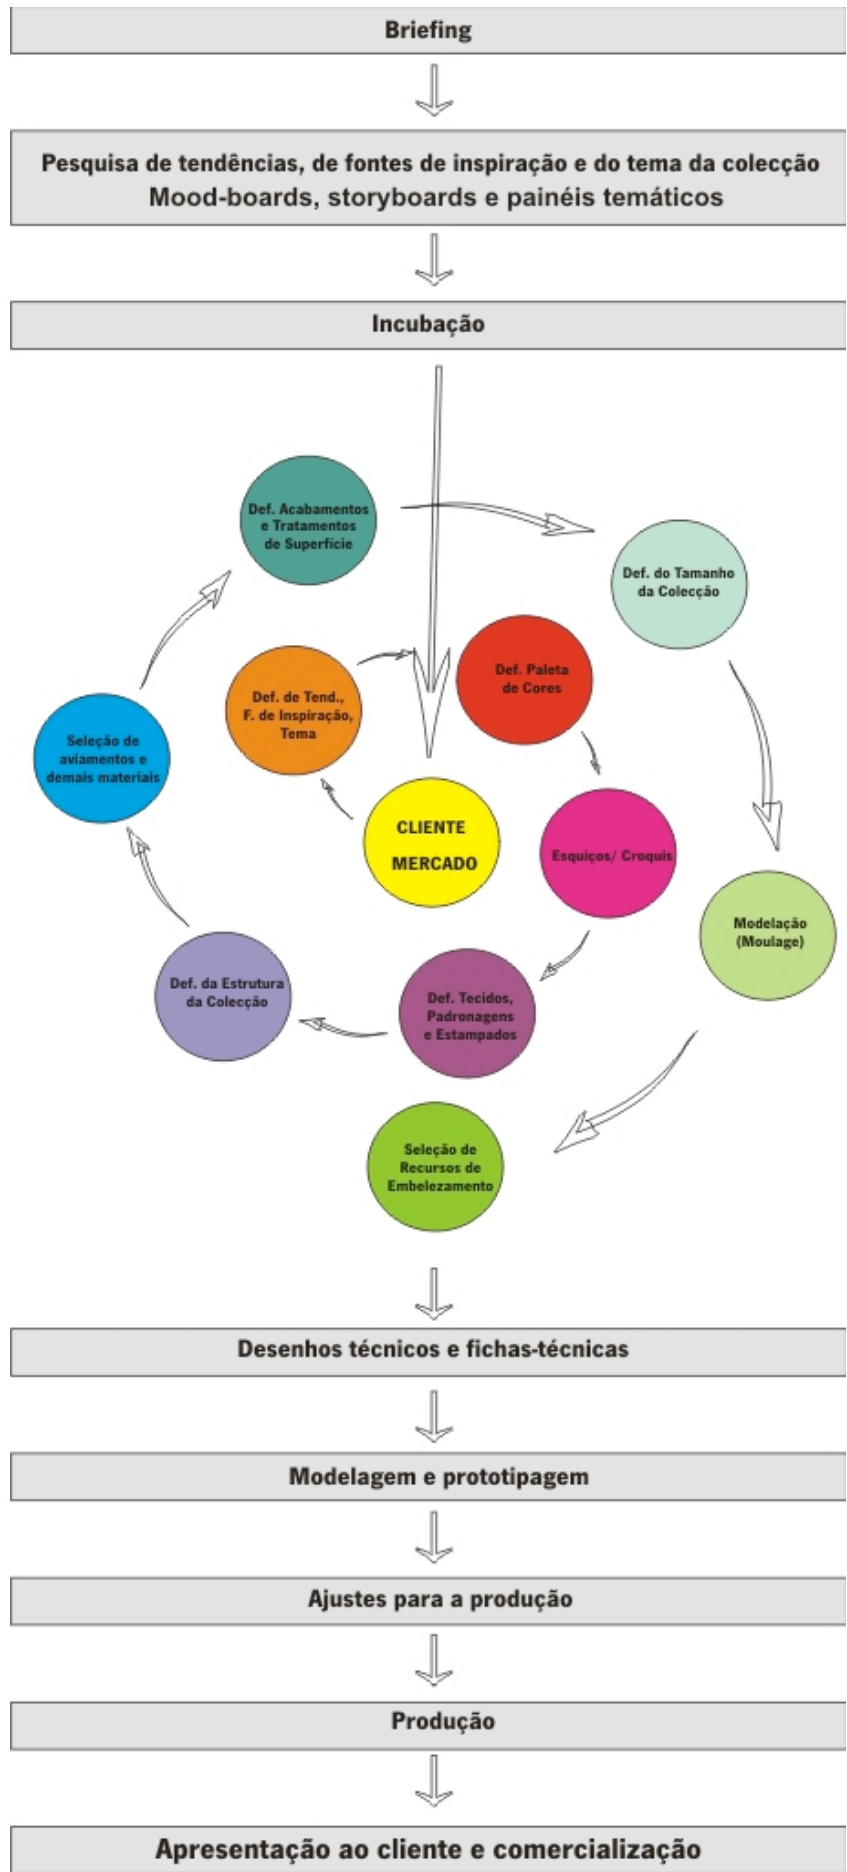 Briefing
Pesquisa de tendências, de fontes de inspiração e do tema da colecção
Mood-boards, storyboards e painéis temáticos
Incubação
Def. Acabamentos
e Tratamentos
de Superfície
Def. do Tamanho
da Colecção
Def. Paleta
de Cores
Def. de Tend.,
F. de Inspiração,
Tema
Seleção de
aviamentos e
demais materiais
CLIENTE
MERCADO
Esquiços/ Croquis
Modelação
(Moulage)
Def. da Estrutura
da Colecção
Def. Tecidos,
Padronagens
e Estampados
Seleção de
Recursos de
Embelezamento
Desenhos técnicos e fichas-técnicas
Modelagem e prototipagem
Ajustes para a produção
Produção
Apresentação ao cliente e comercialização